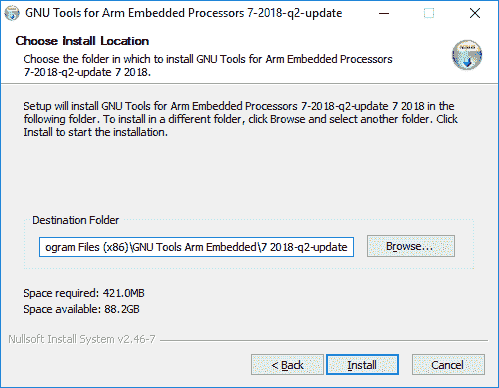 GNU Tools for Arm Embedded Processors 7-2018-q2-update
Choose Install Location
Choose the folder in which to install GNU Tools for Arm Embedded Processors
7-2018-q2-update 7 2018.
Setup will install GNU Tools for Arm Embedded Processors 7-2018-q2-update 7 2018 in the
following folder. To install in a different folder, click Browse and select another folder. Click
Install to start the installation.
Destination Folder
ogram Files (x86)\GNU Tools Arm Embedded\7 2018-q2-update
Browse...
Space required: 421.0MB
Space available: 88.2GB
Nullsoft Install System v2.46-7
< Back
Install
Cancel